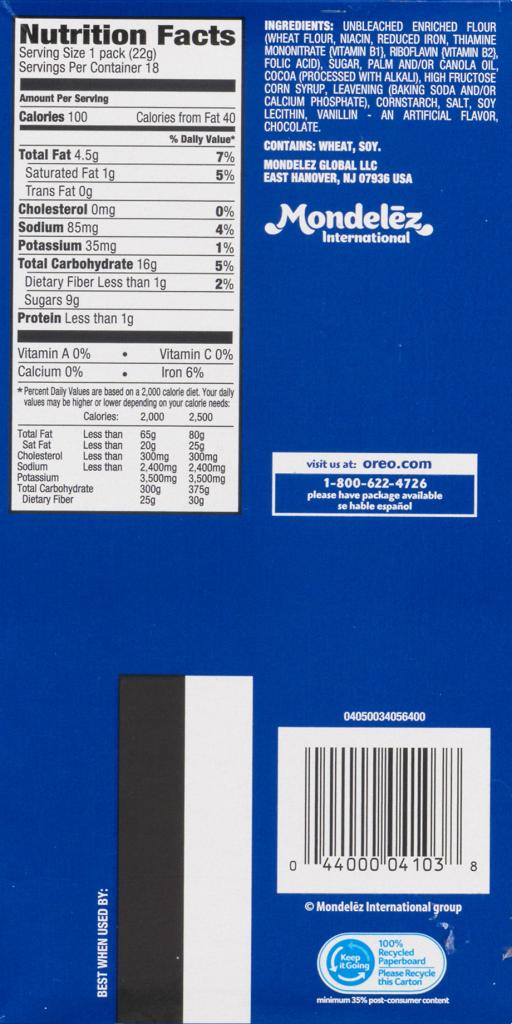 Nutrition Facts
Serving Size 1 pack (22g)
Servings Per Container 18
Amount Per Serving
Calories 100 Calories from Fat 40
% Daily Value*
Total Fat 4.5g 7%
Saturated Fat 1g 5%
Trans Fat 0g
Cholesterol 0mg 0%
Sodium 85mg 4%
Potassium 35mg 1%
Total Carbohydrate 16g 5%
Dietary Fiber Less than 1g 2%
Sugars 9g
Protein Less than 1g
Vitamin A 0% • Vitamin C 0%
Calcium 0% • Iron 6%
*Percent Daily Values are based on a 2,000 calorie diet. Your daily
values may be higher or lower depending on your calorie needs:
Calories: 2,000 2,500
Total Fat Less than 65g 80g
Sat Fat Less than 20g 25g
Cholesterol Less than 300mg 300mg
Sodium Less than 2,400mg 2,400mg
Potassium 3,500mg 3,500mg
Total Carbohydrate 300g 375g
Dietary Fiber 25g 30g
INGREDIENTS: UNBLEACHED ENRICHED FLOUR
(WHEAT FLOUR, NIACIN, REDUCED IRON, THIAMINE
MONONITRATE {VITAMIN B1}, RIBOFLAVIN {VITAMIN B2},
FOLIC ACID), SUGAR, PALM AND/OR CANOLA OIL,
COCOA (PROCESSED WITH ALKALI), HIGH FRUCTOSE
CORN SYRUP, LEAVENING (BAKING SODA AND/OR
CALCIUM PHOSPHATE), CORNSTARCH, SALT, SOY
LECITHIN, VANILLIN - AN ARTIFICIAL FLAVOR,
CHOCOLATE.
CONTAINS: WHEAT, SOY.
MONDELĒZ GLOBAL LLC
EAST HANOVER, NJ 07936 USA
Mondelēz
International
visit us at: oreo.com
1-800-622-4726
please have package available
se hable español
BEST WHEN USED BY:
04050034056400
0 44000 04103 8
© Mondelēz International group
Keep
it Going
100%
Recycled
Paperboard
Please Recycle
this Carton
minimum 35% post-consumer content